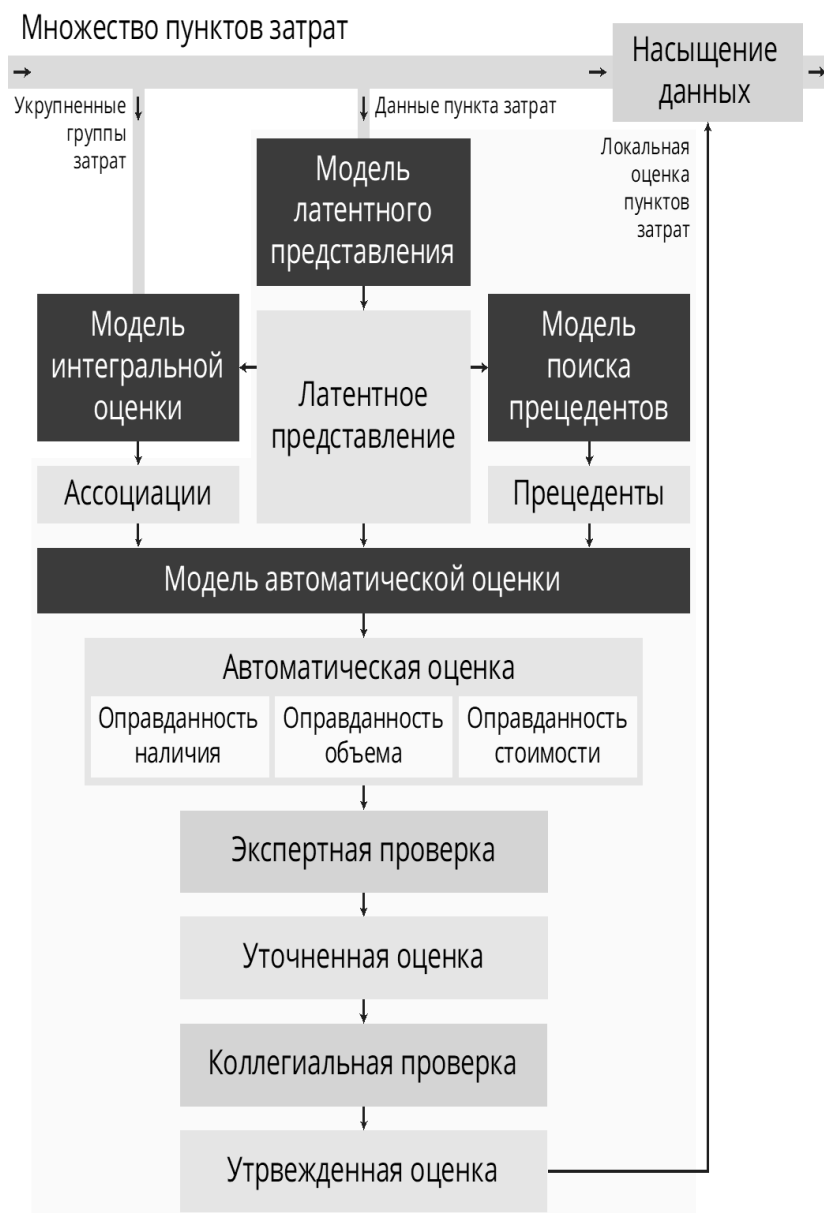 Множество пунктов затрат
Насыщение
данных
Укрупненные
группы
затрат
Данные пункта затрат
Локальная
оценка
пунктов
затрат
Модель
латентного
представления
Модель
интегральной
оценки
Латентное
представление
Модель
поиска
прецедентов
Ассоциации
Прецеденты
Модель автоматической оценки
Автоматическая оценка
Оправданность
наличия
Оправданность
объема
Оправданность
стоимости
Экспертная проверка
Уточненная оценка
Коллегиальная проверка
Утрвежденная оценка